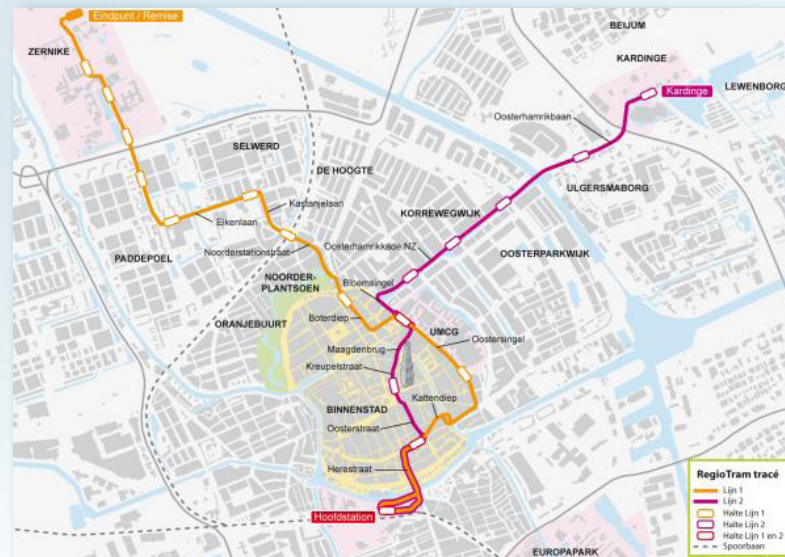 Eindpunt / Remise
BEIJUM
ZERNIKE
KARDINGE
LEWENBORG
Kardinge
Oosterhamrikbaan
SELWERD
DE HOOGTE
ULGERSMABORG
Kastanjelaan
KORREWEGWIJK
Eikenlaan
Oosterhamrikkade NZ
OOSTERPARKWIJK
Noorderstationstraat
PADDEPOEL
NOORDER-
PLANTSOEN
Bloemsingel
ORANJEBUURT
Boterdiep
UMCG
Oostersingel
Maagdenbrug
Kreupelstraat
Kattendiep
BINNENSTAD
Oosterstraat
Herestraat
Hoofdstation
EUROPAPARK
RegioTram tracé
Lijn 1
Lijn 2
Halte Lijn 1
Halte Lijn 2
Halte Lijn 1 en 2
Spoorbaan